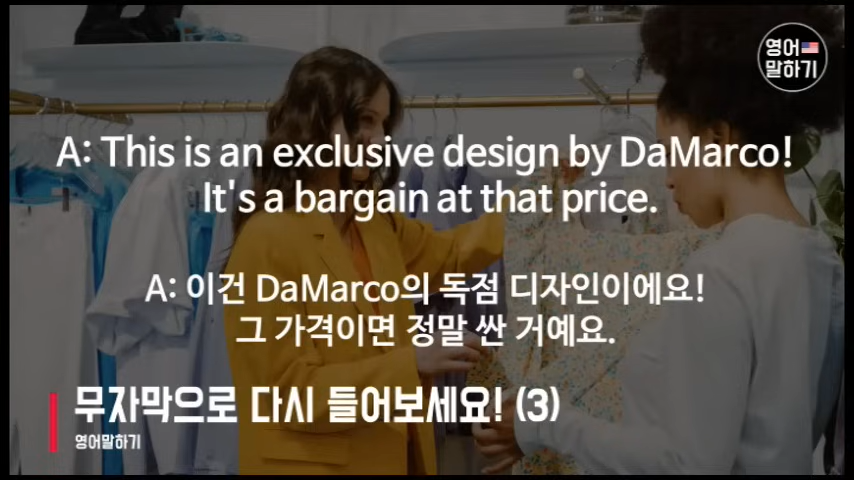 영어
말하기
A: This is an exclusive design by DaMarco!
It's a bargain at that price.
A: 이건 DaMarco의 독점 디자인이에요!
그 가격이면 정말 싼 거예요.
무자막으로 다시 들어보세요! (3)
영어말하기